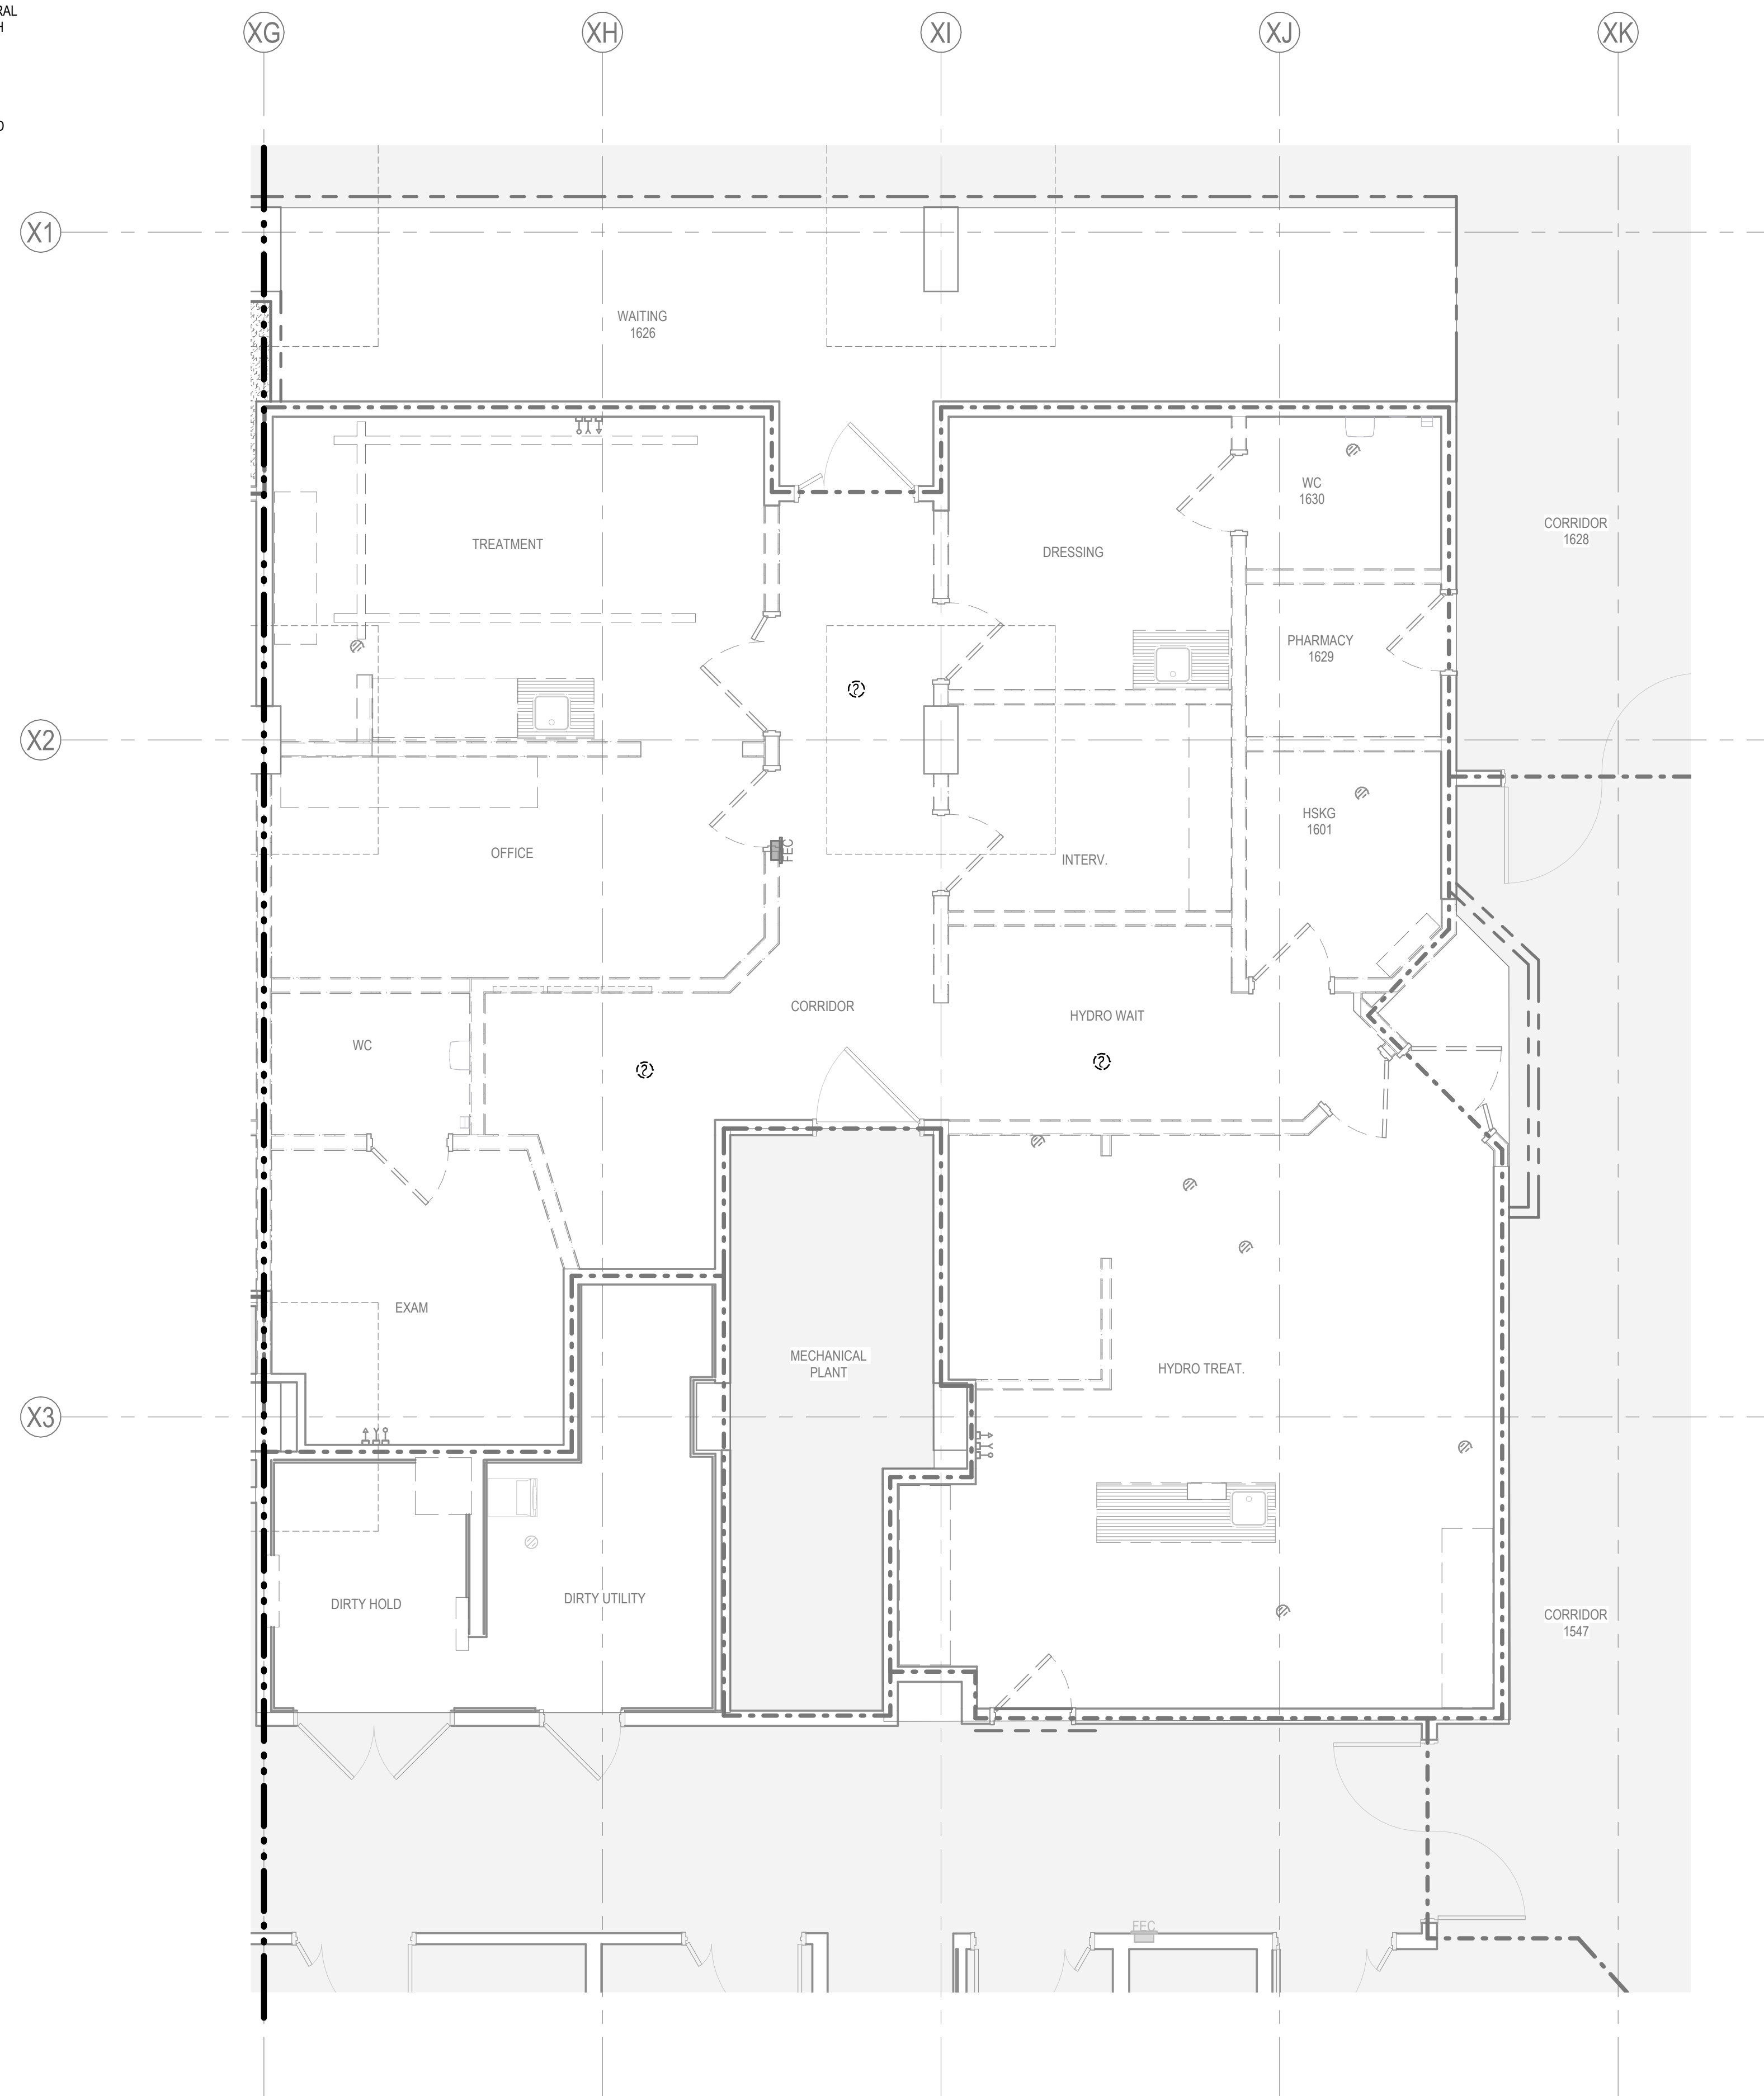 RAL
H
XG
XH
XI
XJ
XK
X1
WAITING
1626
WC
1630
CORRIDOR
1628
TREATMENT
DRESSING
PHARMACY
1629
?
X2
HSKG
1601
OFFICE
FEC
INTERV.
CORRIDOR
HYDRO WAIT
WC
?
?
EXAM
MECHANICAL
PLANT
HYDRO TREAT.
X3
DIRTY HOLD
DIRTY UTILITY
CORRIDOR
1547
FEC